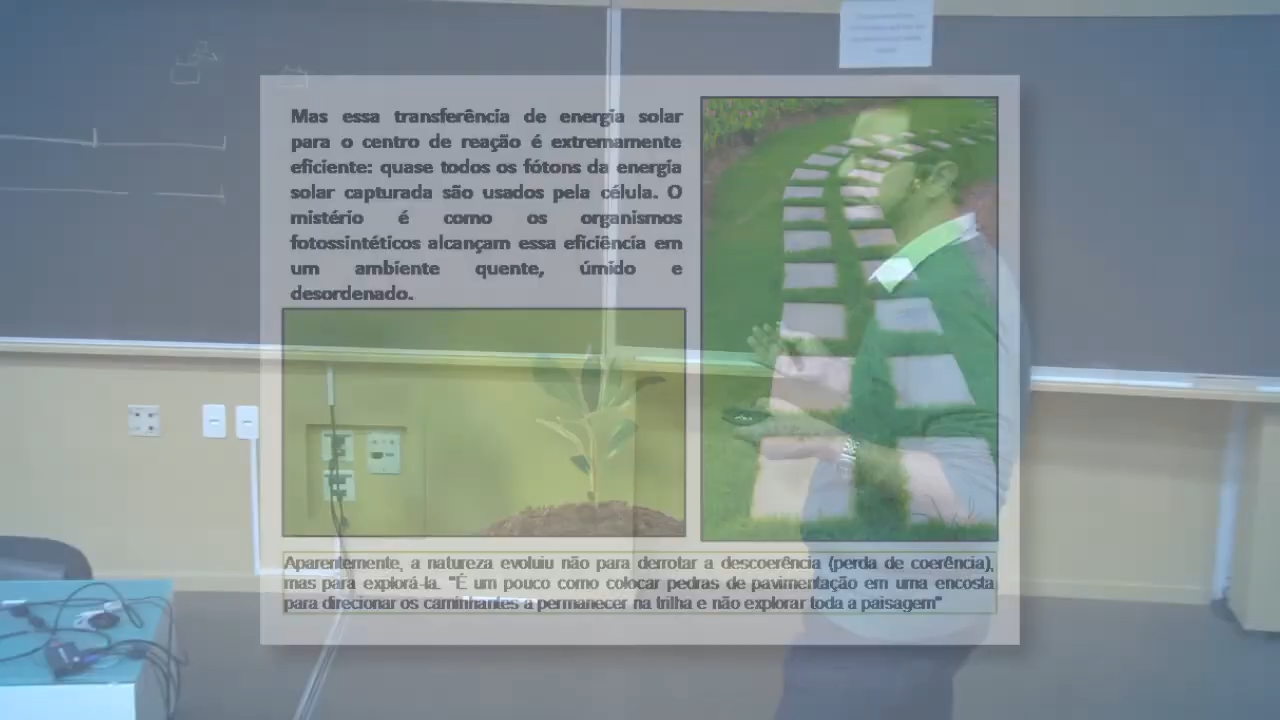 Mas essa transferência de energia solar
para o centro de reação é extremamente
eficiente: quase todos os fótons da energia
solar capturada são usados pela célula. O
mistério é como os organismos
fotossintéticos alcançam essa eficiência em
um ambiente quente, úmido e
desordenado.
Aparentemente, a natureza evoluiu não para derrotar a descoerência (perda de coerência),
mas para explorá-la. "É um pouco como colocar pedras de pavimentação em uma encosta
para direcionar os caminhantes a permanecer na trilha e não explorar toda a paisagem"